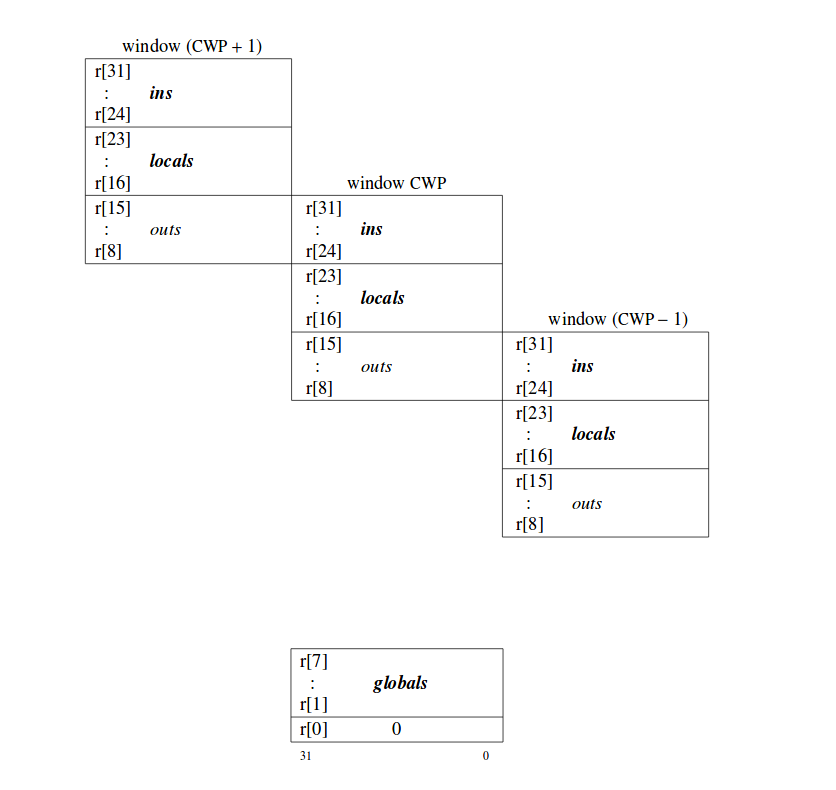 window (CWP + 1)
r[31]
:    ins
r[24]
r[23]
:    locals
r[16]
window CWP
r[15]    r[31]
:    outs    :    ins
r[8]    r[24]
r[23]
:    locals
r[16]
window (CWP − 1)
r[15]    r[31]
:    outs    :    ins
r[8]    r[24]
r[23]
:    locals
r[16]
r[15]
:    outs
r[8]
r[7]
:    globals
r[1]
r[0]    0
31    0